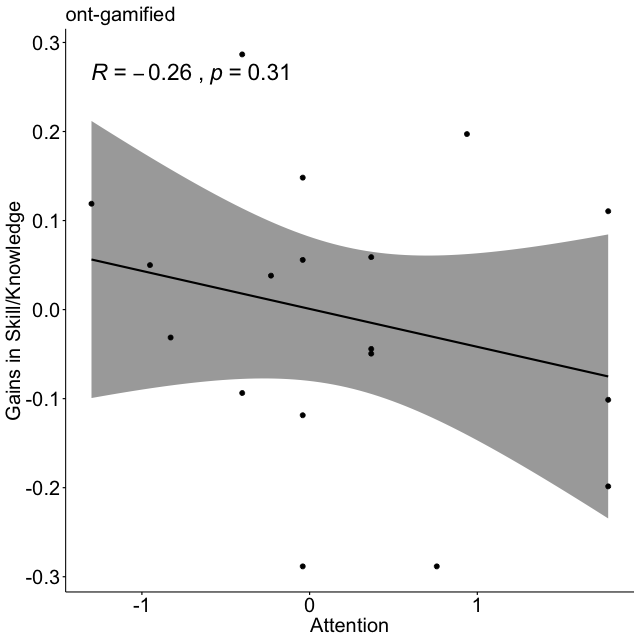 ont-gamified
R = −0.26 , p = 0.31
0.3
0.2
0.1
0.0
-0.1
-0.2
-0.3
Gains in Skill/Knowledge
-1 0 1
Attention